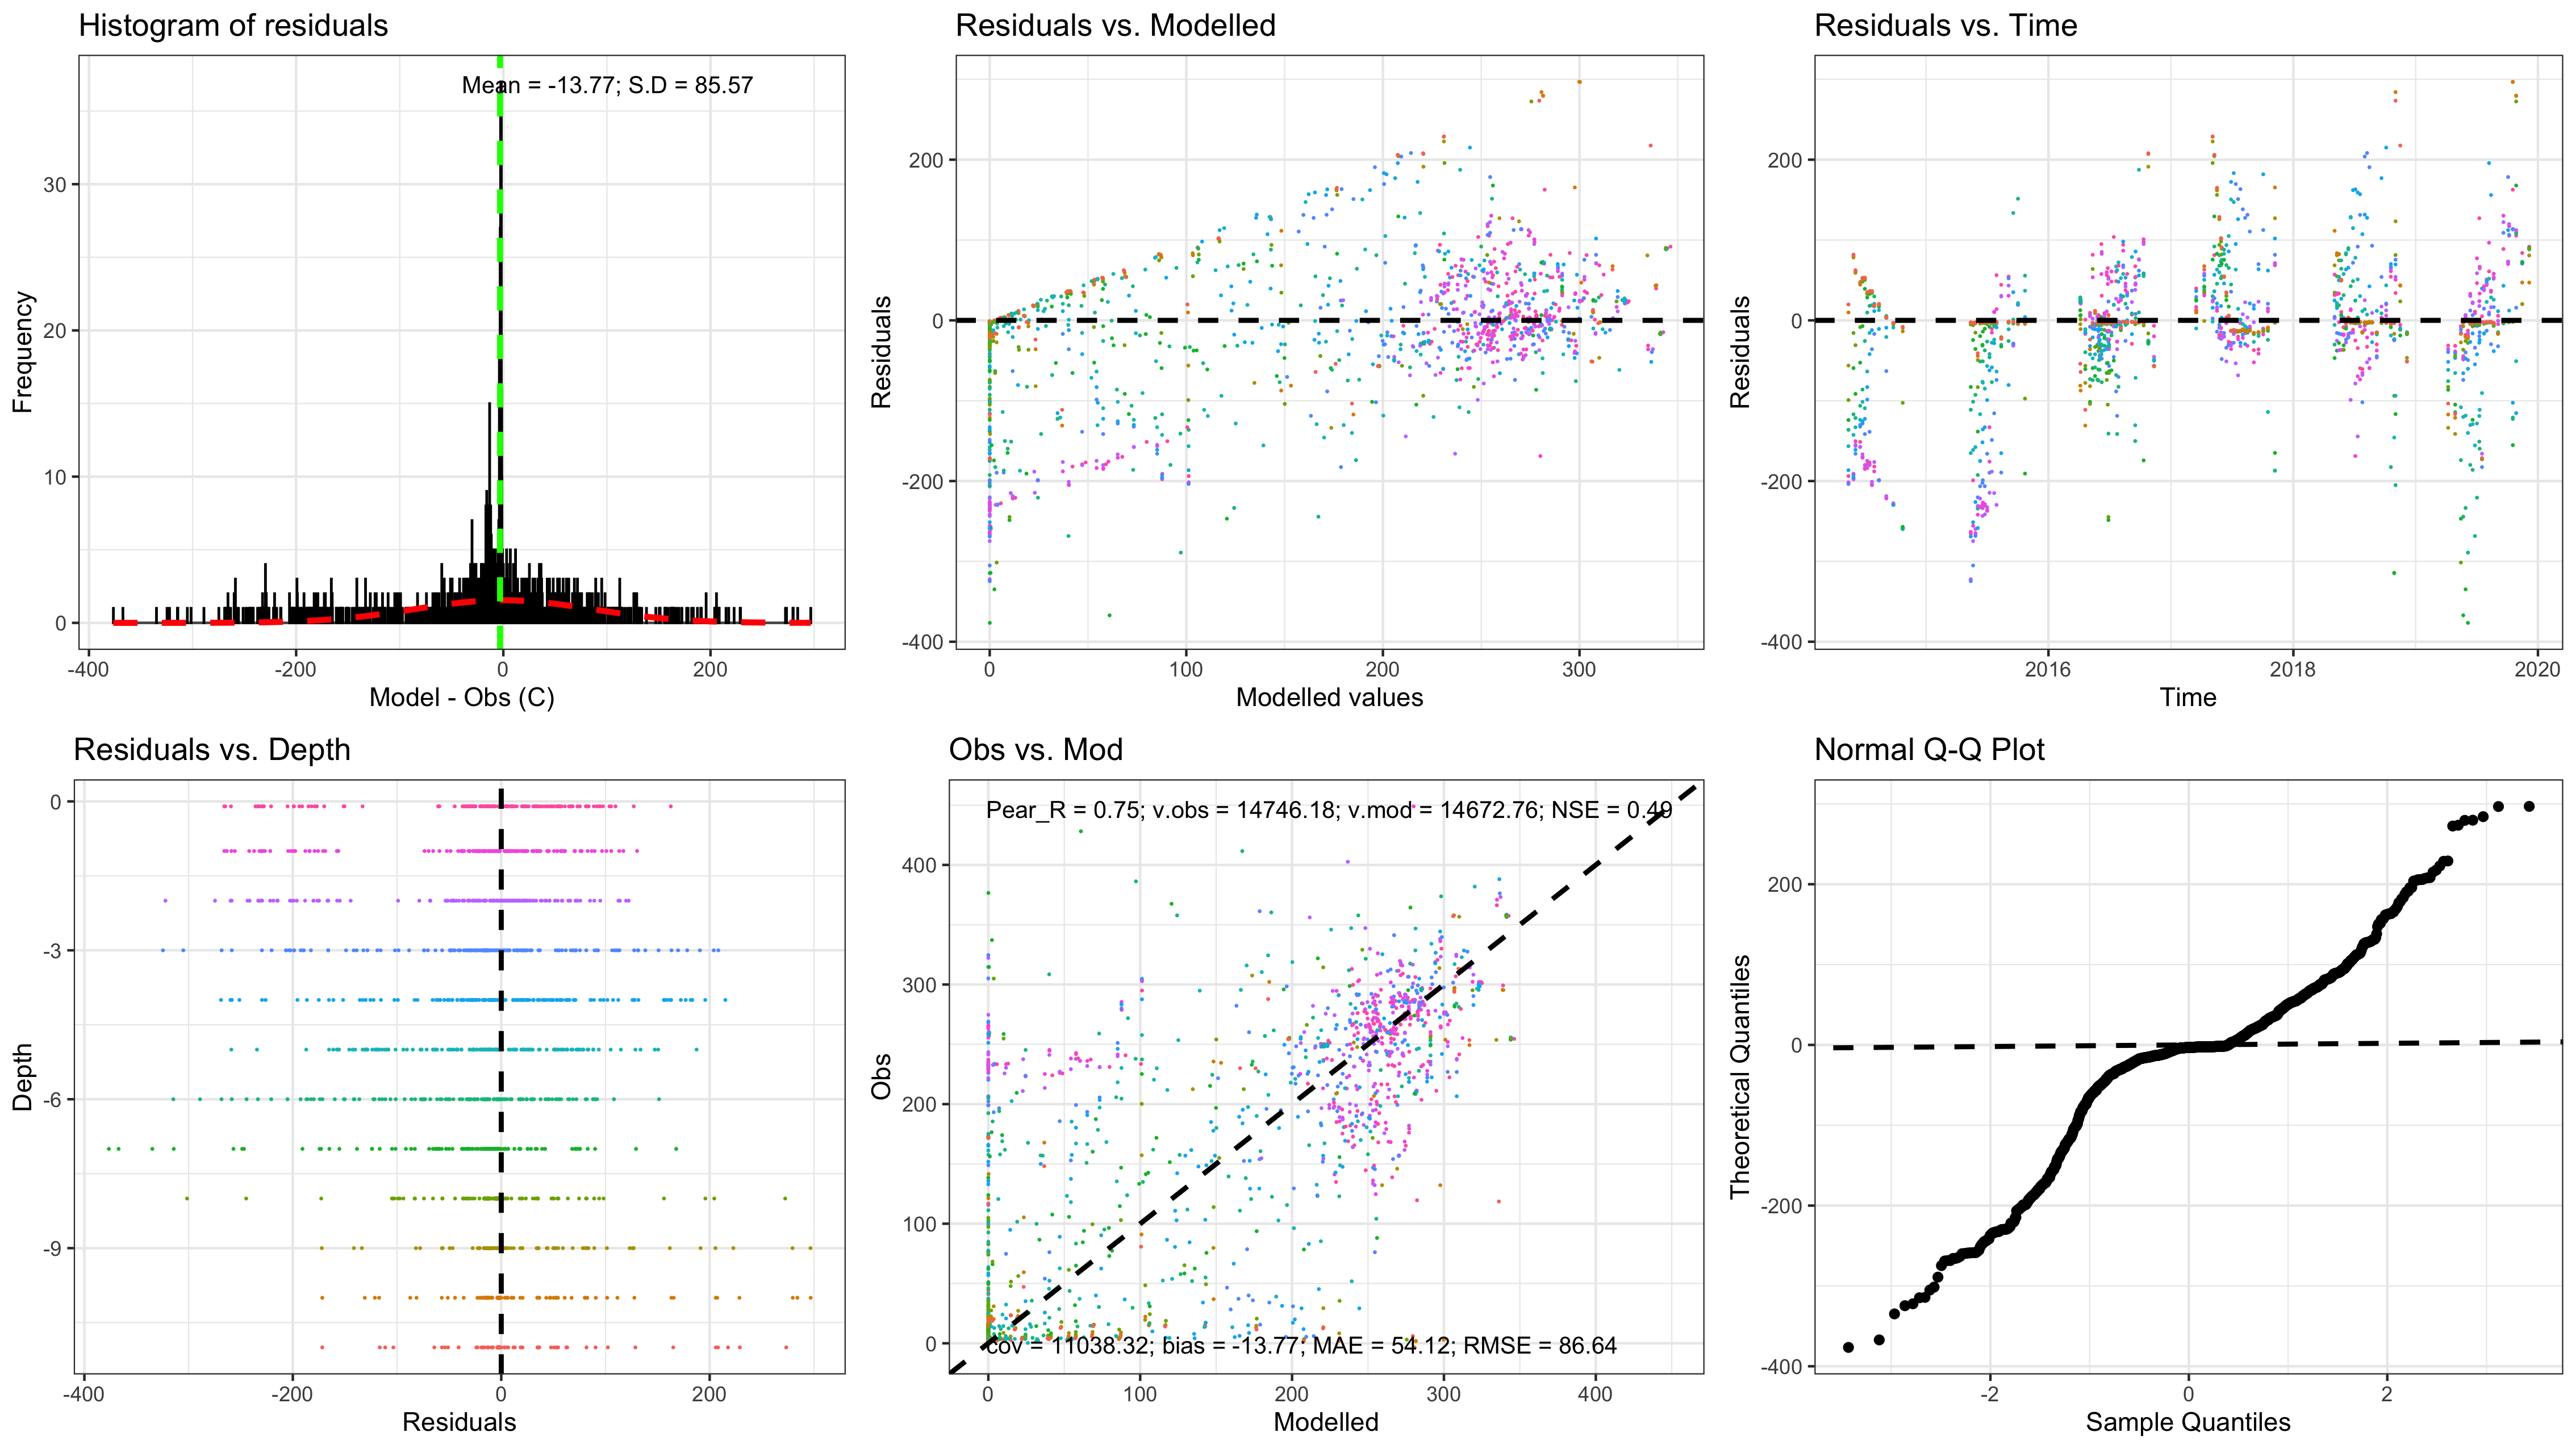 Histogram of residuals
Mean = -13.77; S.D = 85.57
Frequency
30
20
10
0
-400
-200
0
200
Model - Obs (C)
Residuals vs. Modelled
Residuals
200
0
-200
-400
0
100
200
300
Modelled values
Residuals vs. Time
Residuals
200
0
-200
-400
2016
2018
2020
Time
Residuals vs. Depth
Depth
0
-3
-6
-9
-400
-200
0
200
Residuals
Obs vs. Mod
Pear_R = 0.75; v.obs = 14746.18; v.mod = 14672.76; NSE = 0.49
Obs
400
300
200
100
0
cov = 11038.32; bias = -13.77; MAE = 54.12; RMSE = 86.64
0
100
200
300
400
Modelled
Normal Q-Q Plot
Theoretical Quantiles
200
0
-200
-400
-2
0
2
Sample Quantiles